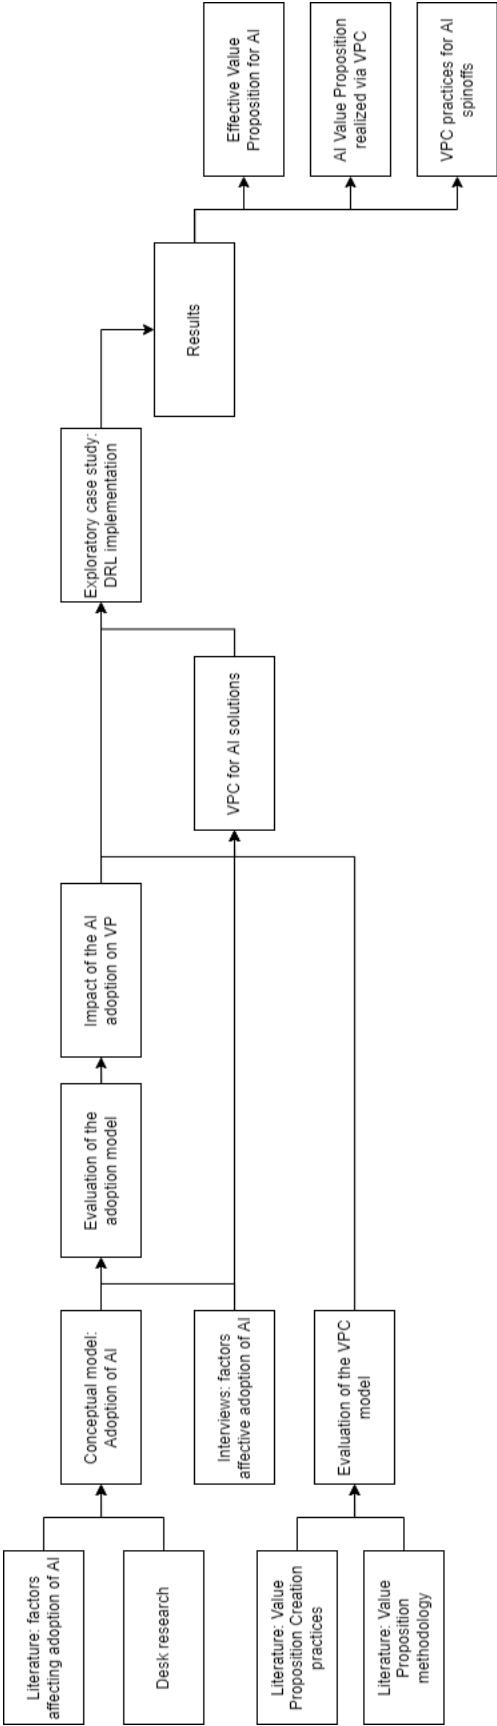 Literature: factors
affecting adoption of AI
Desk research
Literature: Value
Proposition Creation
practices
Literature: Value
Proposition
methodology
Conceptual model:
Adoption of AI
Interviews: factors
affective adoption of AI
Evaluation of the VPC
model
Evaluation of the
adoption model
Impact of the AI
adoption on VP
VPC for AI solutions
Exploratory case study:
DRL implementation
Results
Effective Value
Proposition for AI
AI Value Proposition
realized via VPC
VPC practices for AI
spinoffs